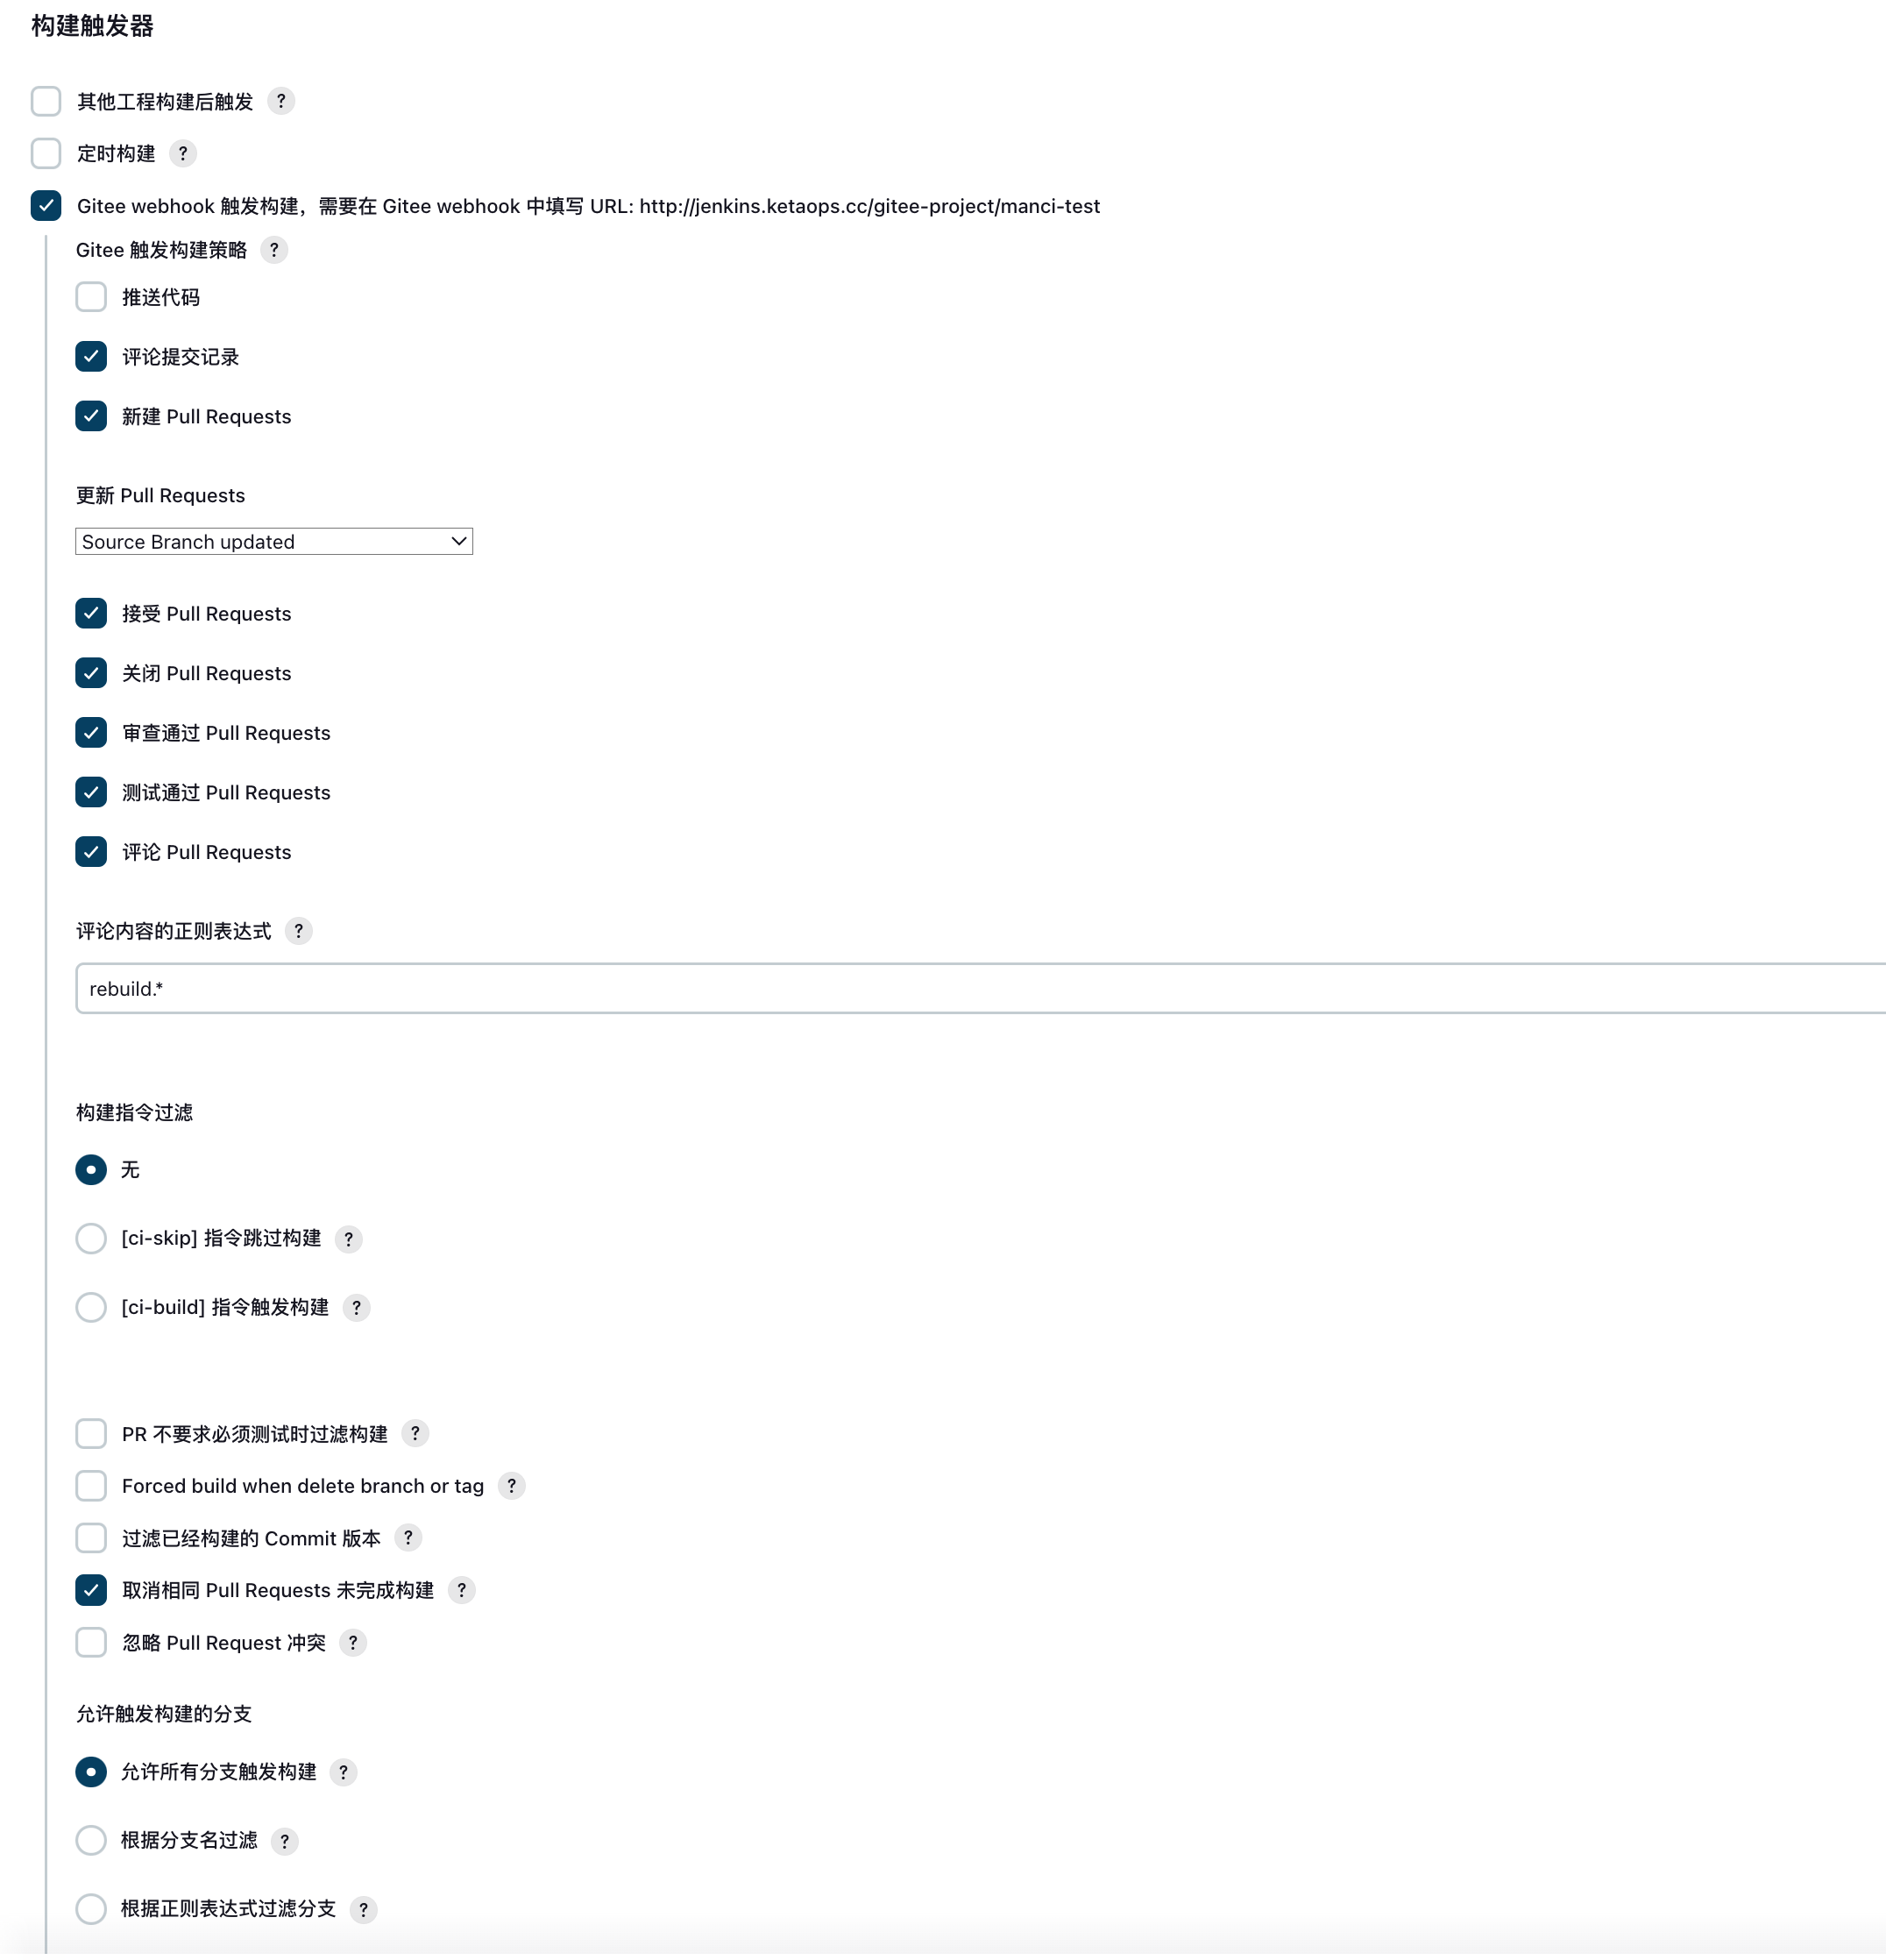 构建触发器
其他工程构建后触发 ?
定时构建 ?
Gitee webhook 触发构建，需要在 Gitee webhook 中填写 URL: http://jenkins.ketaops.cc/gitee-project/manci-test
Gitee 触发构建策略 ?
推送代码
评论提交记录
新建 Pull Requests
更新 Pull Requests
Source Branch updated
接受 Pull Requests
关闭 Pull Requests
审查通过 Pull Requests
测试通过 Pull Requests
评论 Pull Requests
评论内容的正则表达式 ?
rebuild.*
构建指令过滤
无
[ci-skip] 指令跳过构建 ?
[ci-build] 指令触发构建 ?
PR 不要求必须测试时过滤构建 ?
Forced build when delete branch or tag ?
过滤已经构建的 Commit 版本 ?
取消相同 Pull Requests 未完成构建 ?
忽略 Pull Request 冲突 ?
允许触发构建的分支
允许所有分支触发构建 ?
根据分支名过滤 ?
根据正则表达式过滤分支 ?